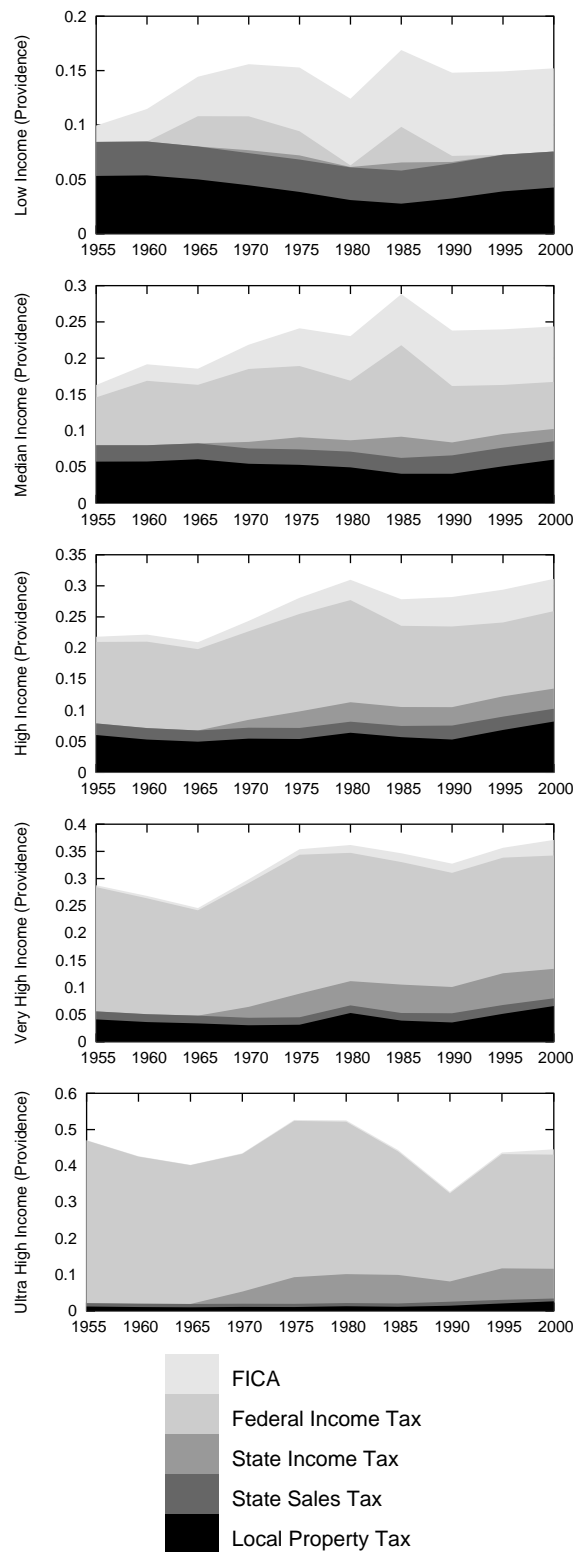 0.2
0.15
0.1
0.05
0
Low Income (Providence)
1955 1960 1965 1970 1975 1980 1985 1990 1995 2000
0.3
0.25
0.2
0.15
0.1
0.05
0
Median Income (Providence)
1955 1960 1965 1970 1975 1980 1985 1990 1995 2000
0.35
0.3
0.25
0.2
0.15
0.1
0.05
0
High Income (Providence)
1955 1960 1965 1970 1975 1980 1985 1990 1995 2000
0.4
0.35
0.3
0.25
0.2
0.15
0.1
0.05
0
Very High Income (Providence)
1955 1960 1965 1970 1975 1980 1985 1990 1995 2000
0.6
0.5
0.4
0.3
0.2
0.1
0
Ultra High Income (Providence)
1955 1960 1965 1970 1975 1980 1985 1990 1995 2000
FICA
Federal Income Tax
State Income Tax
State Sales Tax
Local Property Tax